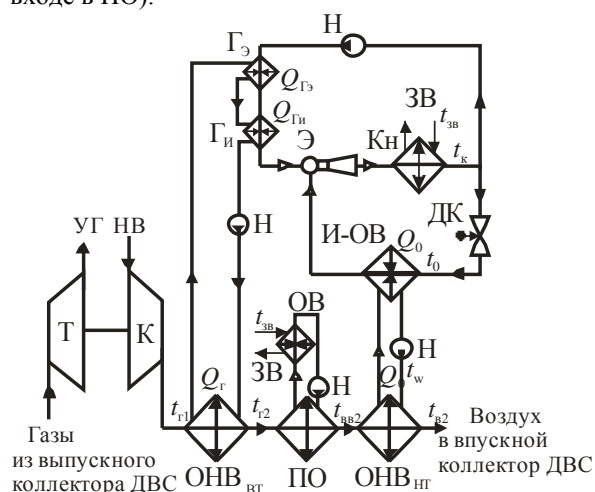 входе в ПО).
Н
Гэ
QГэ
ЗВ
QГи
tзв
Ги
Э
Кн
tк
УГ НВ
Н
И-ОВ
Q0
ДК
t0
ОВ
tзв
Т
К
ЗВ
Н
Н
Qг
Q0
tw
tг1
tг2
tвв2
tв2
Воздух
в впускной
коллектор ДВС
Газы
из выпускного
коллектора ДВС
ОНВВТ
ПО
ОНВНТ